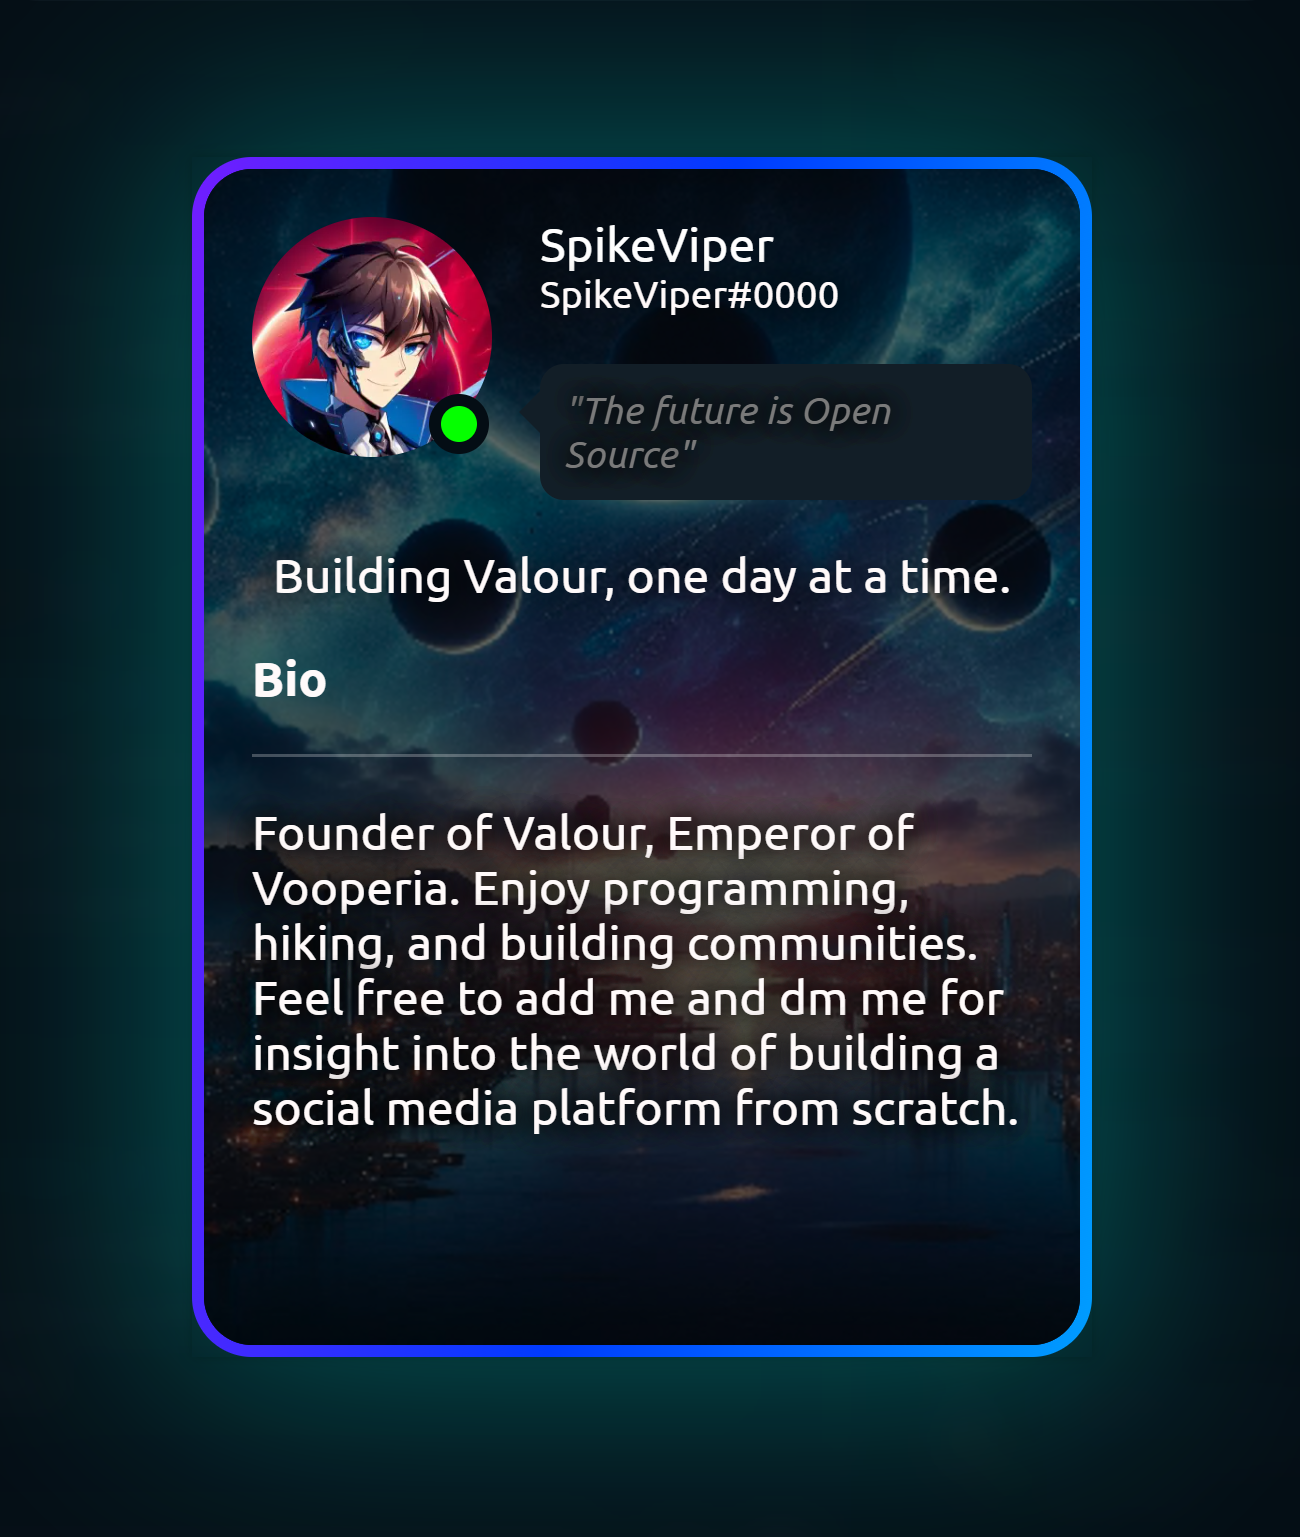 SpikeViper
SpikeViper#0000
"The future is Open
Source"
Building Valour, one day at a time.
Bio
Founder of Valour, Emperor of
Vooperia. Enjoy programming,
hiking, and building communities.
Feel free to add me and dm me for
insight into the world of building a
social media platform from scratch.